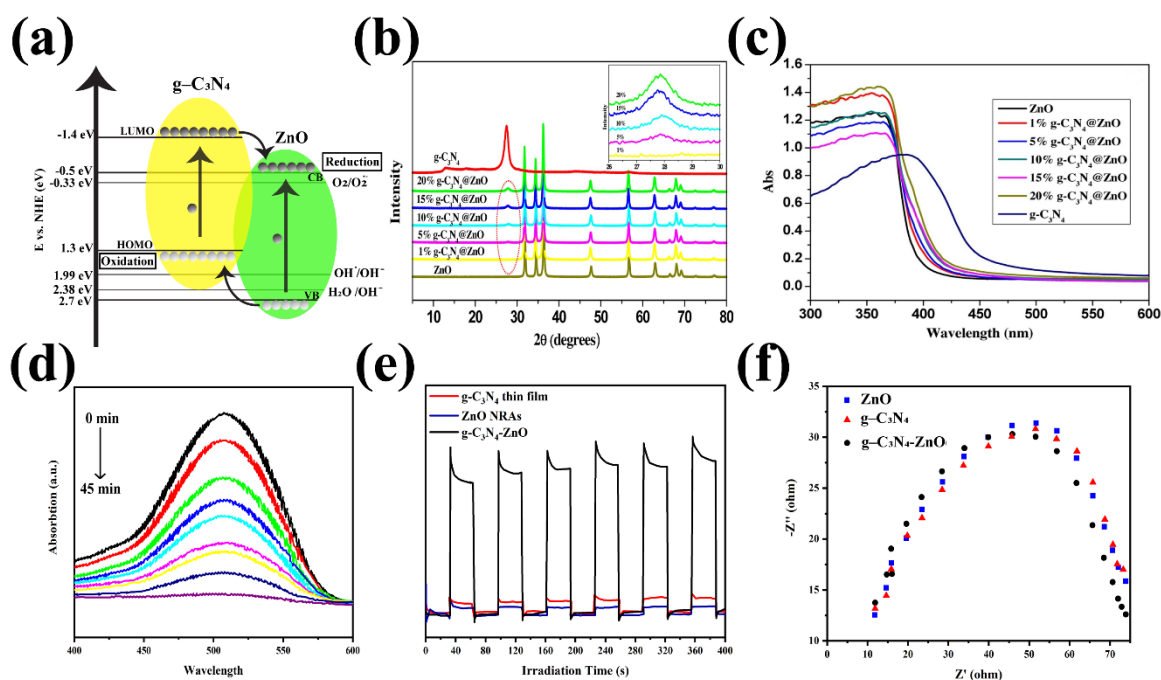 (a)
g–C₃N₄
ZnO
E vs. NHE (eV)
-1.4 eV
LUMO
-0.5 eV
-0.33 eV
Reduction
CB
O₂/O₂⸱⁻
1.3 eV
HOMO
Oxidation
1.99 eV
OH⸱/OH⁻
2.38 eV
H₂O /OH⁻
2.7 eV
VB
(b)
Intensity
g-C₃N₄
20% g-C₃N₄@ZnO
15% g-C₃N₄@ZnO
10% g-C₃N₄@ZnO
5% g-C₃N₄@ZnO
1% g-C₃N₄@ZnO
ZnO
10 20 30 40 50 60 70 80
2θ (degrees)
Intensity
20%
15%
10%
5%
1%
26 27 28 29 30
(c)
Abs
1.6
1.4
1.2
1.0
0.8
0.6
0.4
0.2
0.0
ZnO
1% g-C₃N₄@ZnO
5% g-C₃N₄@ZnO
10% g-C₃N₄@ZnO
15% g-C₃N₄@ZnO
20% g-C₃N₄@ZnO
g-C₃N₄
300 350 400 450 500 550 600
Wavelength (nm)
(d)
Absorbtion (a.u.)
0 min
45 min
400 450 500 550 600
Wavelength
(e)
g-C₃N₄ thin film
ZnO NRAs
g-C₃N₄-ZnO
0 40 80 120 160 200 240 280 320 360 400
Irradiation Time (s)
(f)
-Z'' (ohm)
35
30
25
20
15
10
ZnO
g–C₃N₄
g–C₃N₄-ZnO
0 10 20 30 40 50 60 70
Z' (ohm)